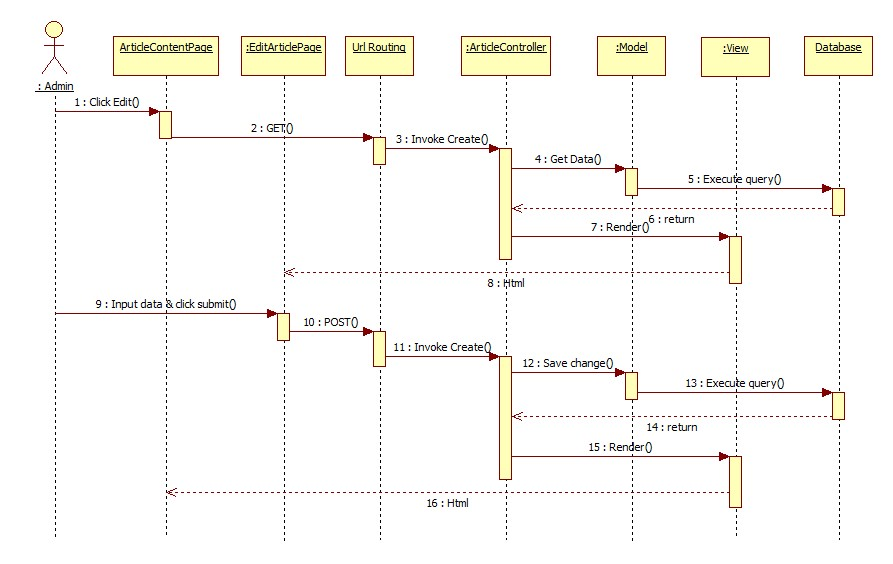 ArticleContentPage
:EditArticlePage
Url Routing
:ArticleController
:Model
:View
Database
: Admin
1 : Click Edit()
2 : GET()
3 : Invoke Create()
4 : Get Data()
5 : Execute query()
6 : return
7 : Render()
8 : Html
9 : Input data & click submit()
10 : POST()
11 : Invoke Create()
12 : Save change()
13 : Execute query()
14 : return
15 : Render()
16 : Html